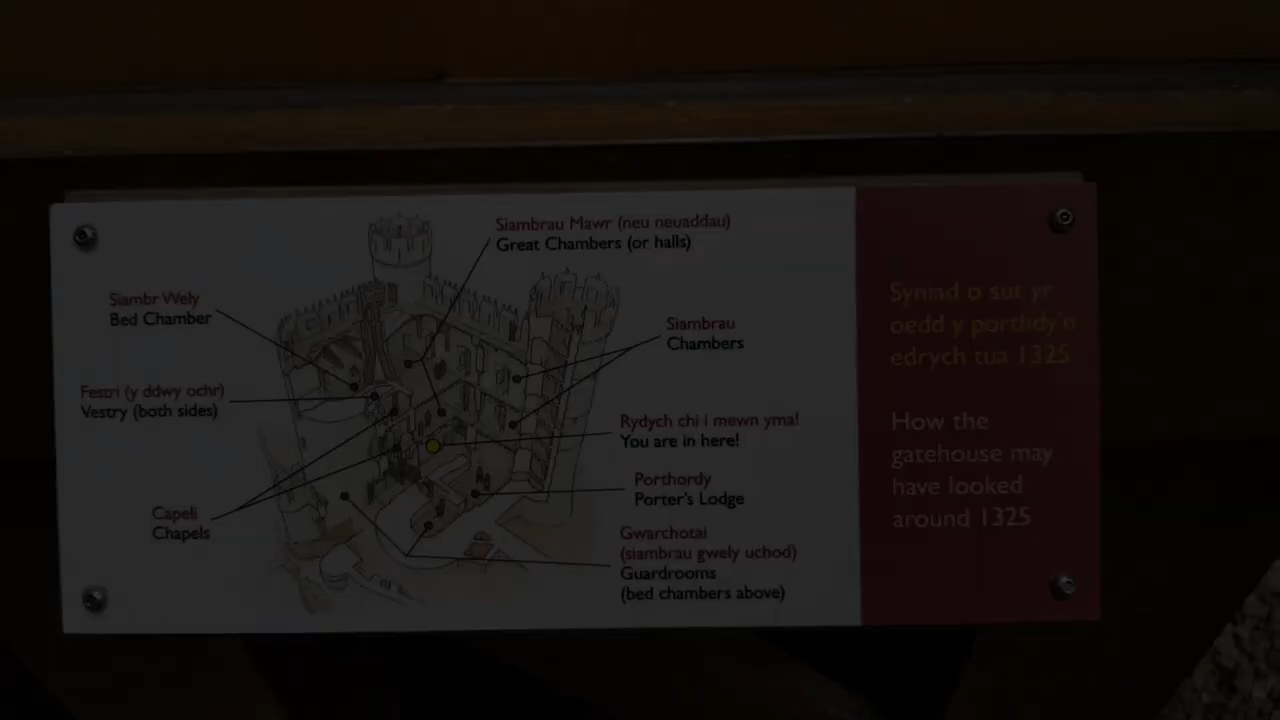 Siambrau Mawr (neu neuaddau)
Great Chambers (or halls)
Siambr Wely
Bed Chamber
Siambrau
Chambers
Festri (y ddwy ochr)
Vestry (both sides)
Rydych chi i mewn yma!
You are in here!
Porthordy
Porter's Lodge
Capeli
Chapels
Gwarchotai
(siambrau gwely uchod)
Guardrooms
(bed chambers above)
Syniad o sut yr
oedd y porthdy'n
edrych tua 1325
How the
gatehouse may
have looked
around 1325